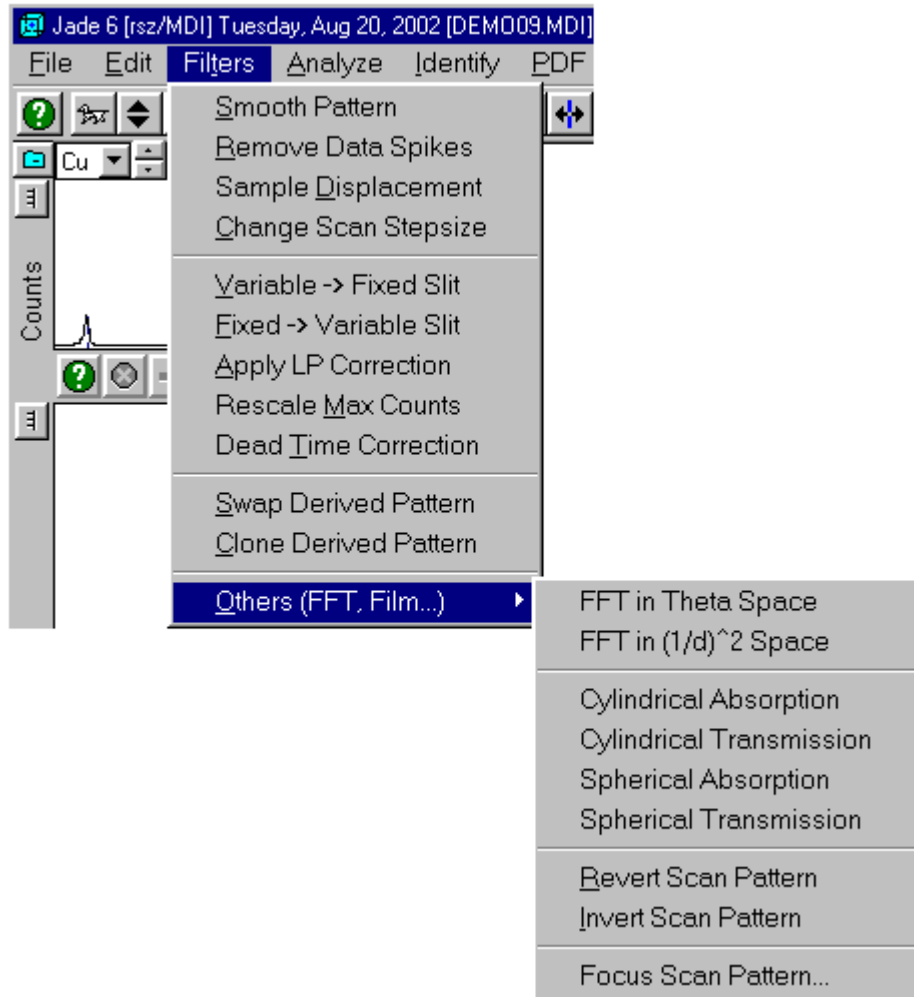 Jade 6 [rsz/MDI] Tuesday, Aug 20, 2002 [DEMO09.MDI]
File Edit Filters Analyze Identify PDF
Smooth Pattern
Remove Data Spikes
Cu
Sample Displacement
Change Scan Stepsize
Counts
Variable -> Fixed Slit
Fixed -> Variable Slit
Apply LP Correction
Rescale Max Counts
Dead Time Correction
Swap Derived Pattern
Clone Derived Pattern
Others (FFT, Film...)
FFT in Theta Space
FFT in (1/d)^2 Space
Cylindrical Absorption
Cylindrical Transmission
Spherical Absorption
Spherical Transmission
Revert Scan Pattern
Invert Scan Pattern
Focus Scan Pattern...